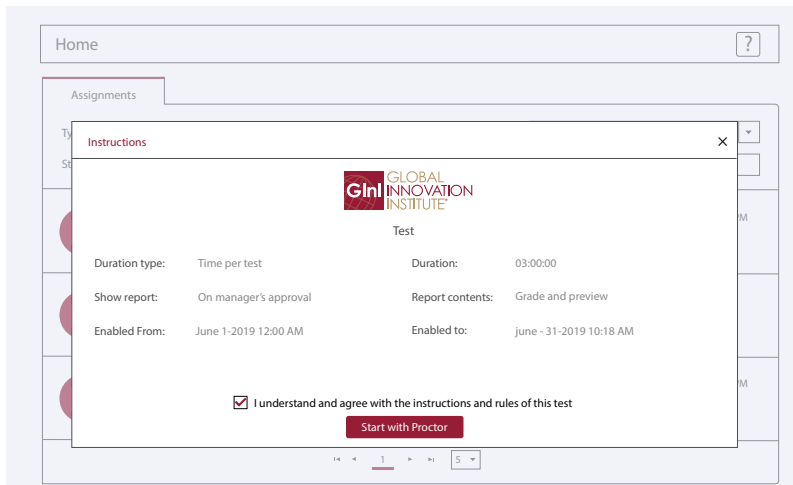 Home ?
Assignments
Ty
St
Instructions ×
GInI GLOBAL
INNOVATION
INSTITUTE®
Test
Duration type: Time per test Duration: 03:00:00
Show report: On manager's approval Report contents: Grade and preview
Enabled From: June 1-2019 12:00 AM Enabled to: june - 31-2019 10:18 AM
PM
PM
I understand and agree with the instructions and rules of this test
Start with Proctor
1 5